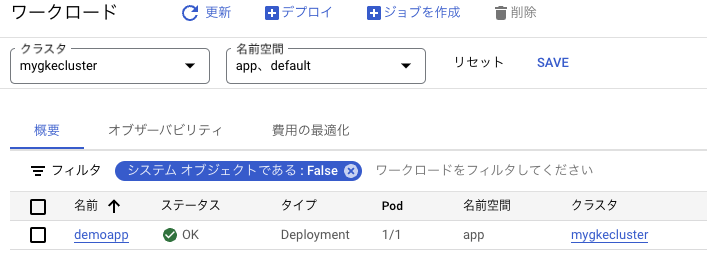 ワークロード 更新 デプロイ ジョブを作成 削除
クラスタ 名前空間
mygkecluster app、default リセット SAVE
概要 オブザーバビリティ 費用の最適化
フィルタ システム オブジェクトである : False ワークロードをフィルタしてください
名前 ステータス タイプ Pod 名前空間 クラスタ
demoapp OK Deployment 1/1 app mygkecluster